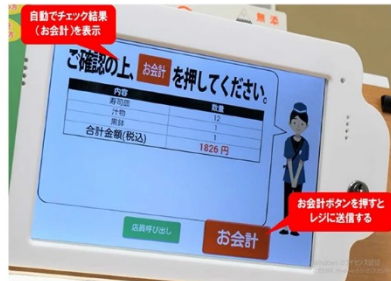 自動でチェック結果
(お会計)を表示
無添
ご確認の上、お会計 を押してください。
内容 数量
寿司皿 12
汁物 1
黒鉢 1
合計金額(税込) 1826 円
お会計ボタンを押すと
レジに送信する
店員呼び出し
お会計